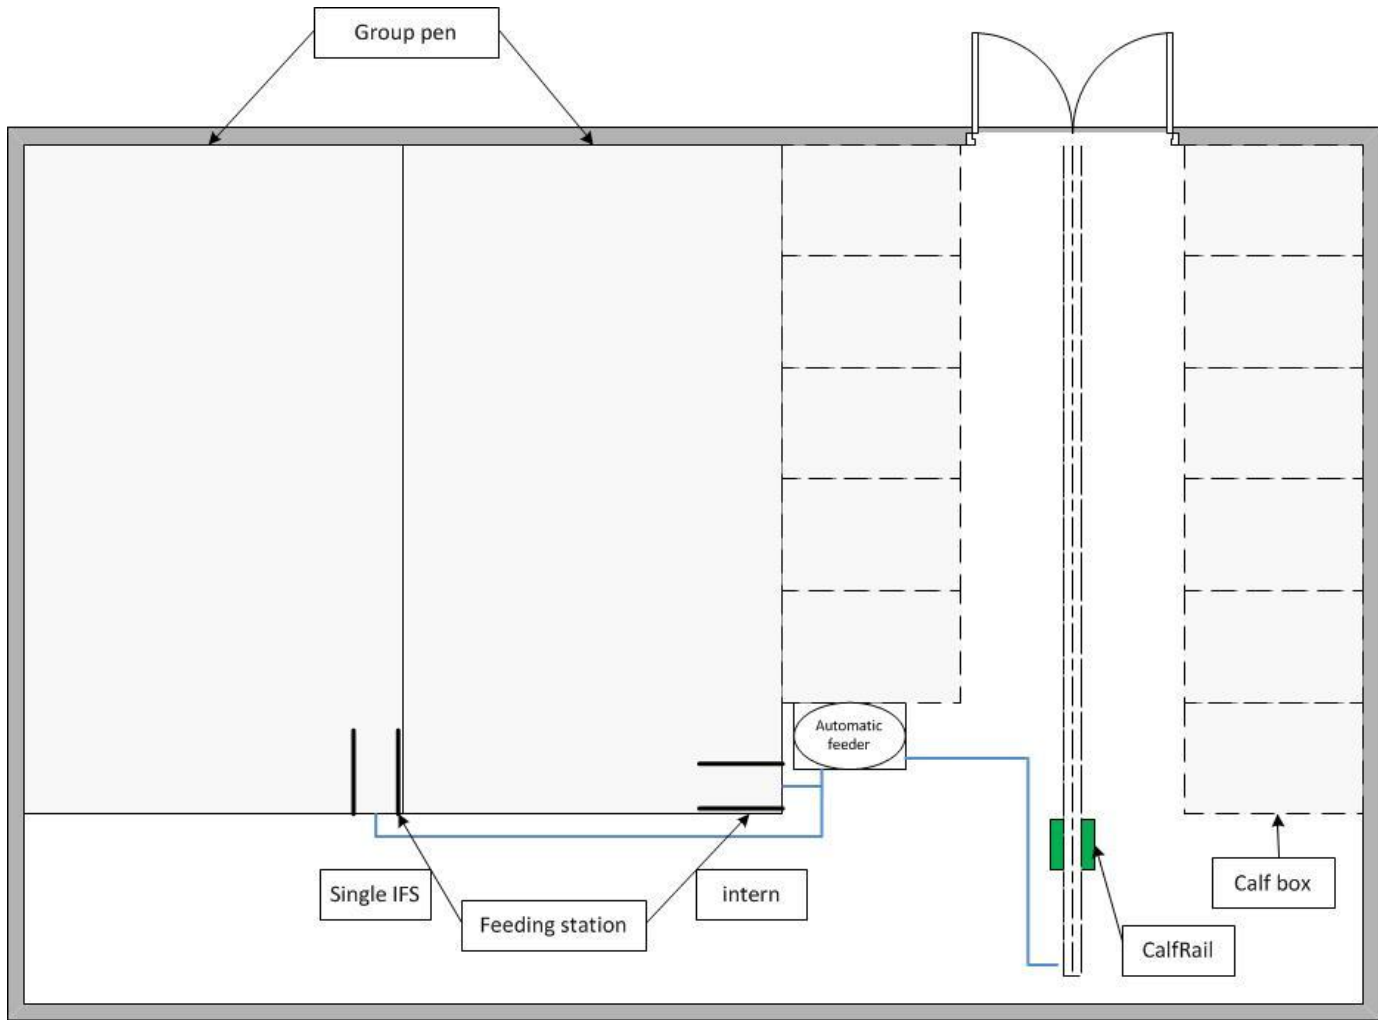 Group pen
Automatic
feeder
Single IFS
intern
Calf box
Feeding station
CalfRail